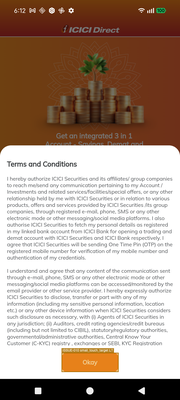 6:12
ICICI Direct
Get an Integrated 3 in 1
Account - Savings, Demat and
Terms and Conditions
I hereby authorize ICICI Securities and its affiliates/ group companies
to reach me/send any communication pertaining to my Account /
Investments and related services/facilities/special offers, or any other
relationship held by me with ICICI Securities or in relation to various
products, offers and services provided by ICICI Securities. Its group
companies, through registered e-mail, phone, SMS or any other
electronic mode or other messaging/social media platforms. I also
authorise ICICI Securities to fetch my personal details as registered
in my linked bank account from ICICI Bank for opening a trading and
demat account with ICICI Securities and ICICI Bank respectively. I
agree that ICICI Securities will be sending One Time Pin (OTP) on the
registered mobile number for verification of my mobile number and
authentication of my credentials.
I understand and agree that any content of the communication sent
through e-mail, phone, SMS or any other electronic mode or other
messaging/social media platforms can be accessed/monitored by the
email provider or other service provider. I hereby expressly authorize
ICICI Securities to disclose, transfer or part with any of my
information (including my sensitive personal information, location
etc.) or any other device information when ICICI Securities considers
such disclosure as necessary, with (i) Agents of ICICI Securities in
any jurisdiction; (ii) Auditors, credit rating agencies/credit bureaus
(including but not limited to CIBIL), statutory/regulatory authorities,
governmental/administrative authorities, Central Know Your
Customer (C-KYC) registry , exchanges or SEBI, KYC Registration
Okay